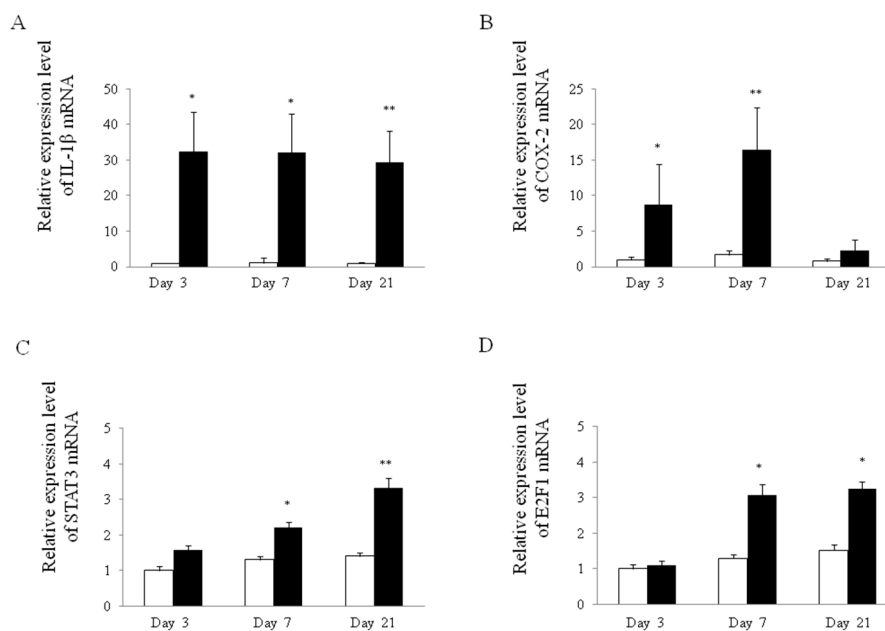 A
Relative expression level
of IL-1β mRNA
50
40
30
20
10
0
*
*
**
Day 3
Day 7
Day 21
B
Relative expression level
of COX-2 mRNA
25
20
15
10
5
0
*
**
Day 3
Day 7
Day 21
C
Relative expression level
of STAT3 mRNA
5
4
3
2
1
0
*
**
Day 3
Day 7
Day 21
D
Relative expression level
of E2F1 mRNA
5
4
3
2
1
0
*
*
Day 3
Day 7
Day 21